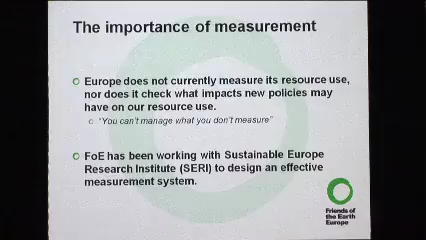 The importance of measurement
Europe does not currently measure its resource use,
nor does it check what impacts new policies may
have on our resource use.
"You can't manage what you don't measure"
FoE has been working with Sustainable Europe
Research Institute (SERI) to design an effective
measurement system.
Friends of
the Earth
Europe